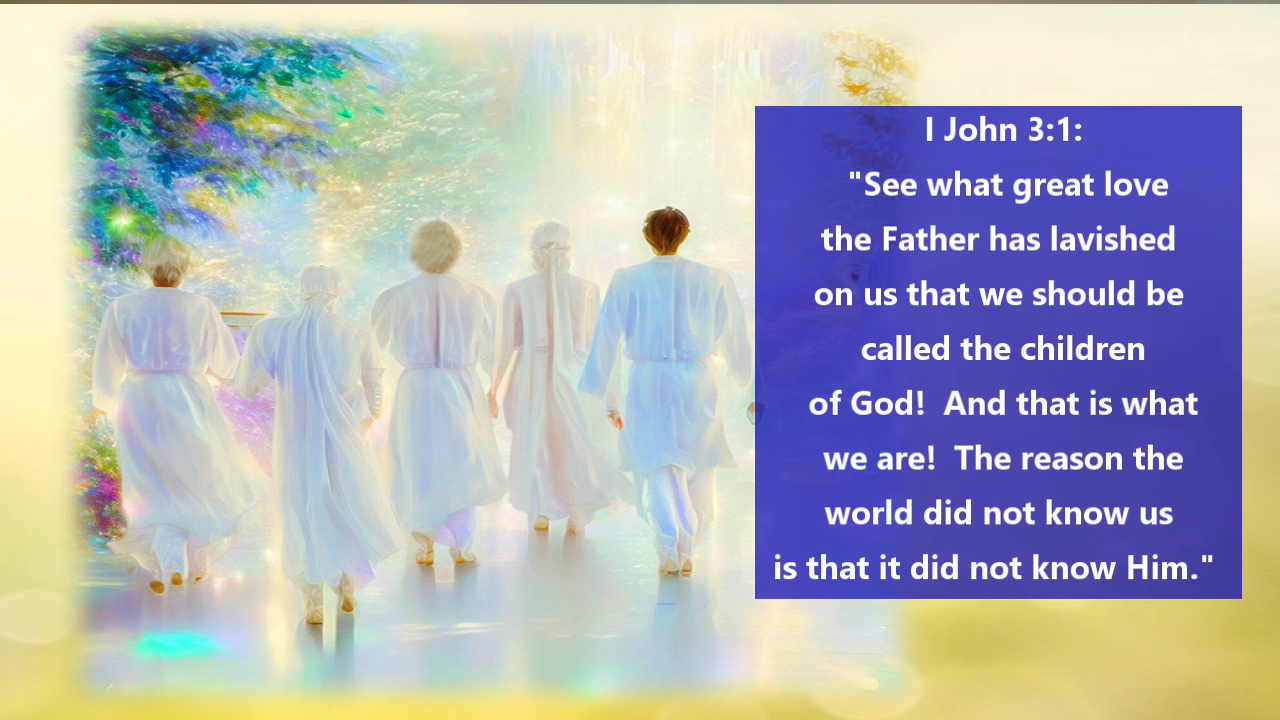 I John 3:1:
"See what great love
the Father has lavished
on us that we should be
called the children
of God!  And that is what
we are!  The reason the
world did not know us
is that it did not know Him."